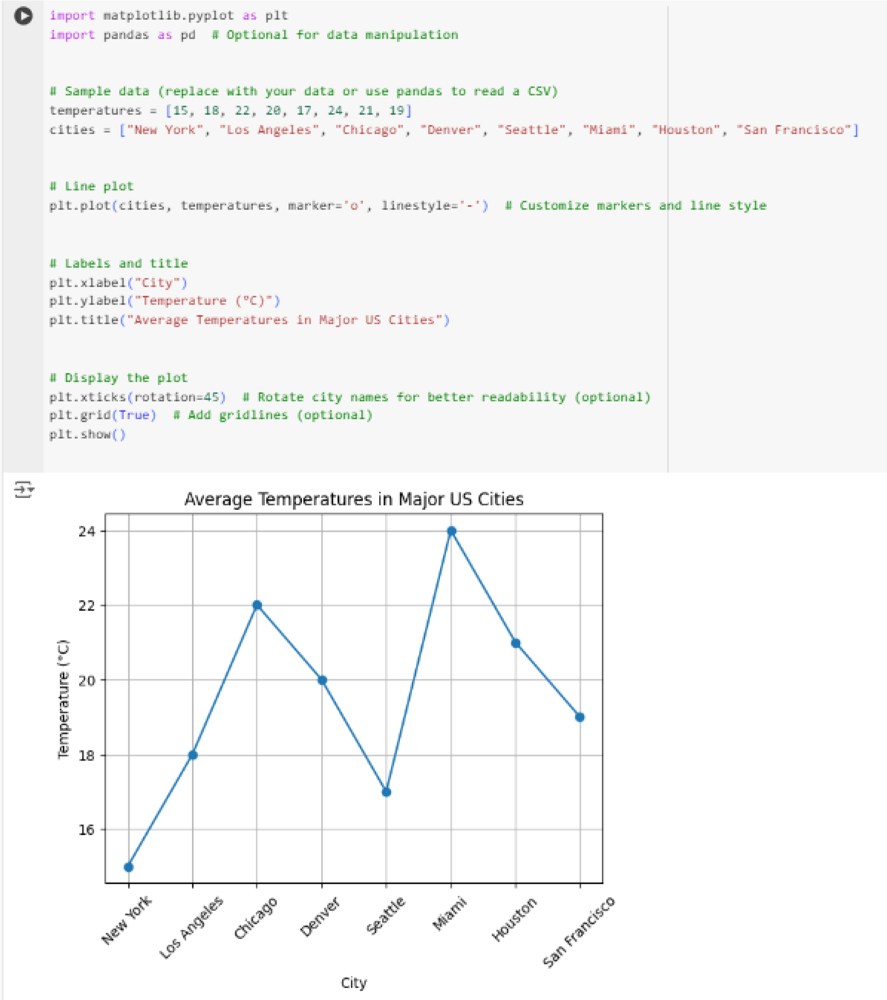 import matplotlib.pyplot as plt
import pandas as pd  # Optional for data manipulation
# Sample data (replace with your data or use pandas to read a CSV)
temperatures = [15, 18, 22, 20, 17, 24, 21, 19]
cities = ["New York", "Los Angeles", "Chicago", "Denver", "Seattle", "Miami", "Houston", "San Francisco"]
# Line plot
plt.plot(cities, temperatures, marker='o', linestyle='-')  # Customize markers and line style
# Labels and title
plt.xlabel("City")
plt.ylabel("Temperature (°C)")
plt.title("Average Temperatures in Major US Cities")
# Display the plot
plt.xticks(rotation=45)  # Rotate city names for better readability (optional)
plt.grid(True)  # Add gridlines (optional)
plt.show()
Average Temperatures in Major US Cities
24
22
20
18
16
Temperature (°C)
New York
Los Angeles
Chicago
Denver
Seattle
Miami
Houston
San Francisco
City